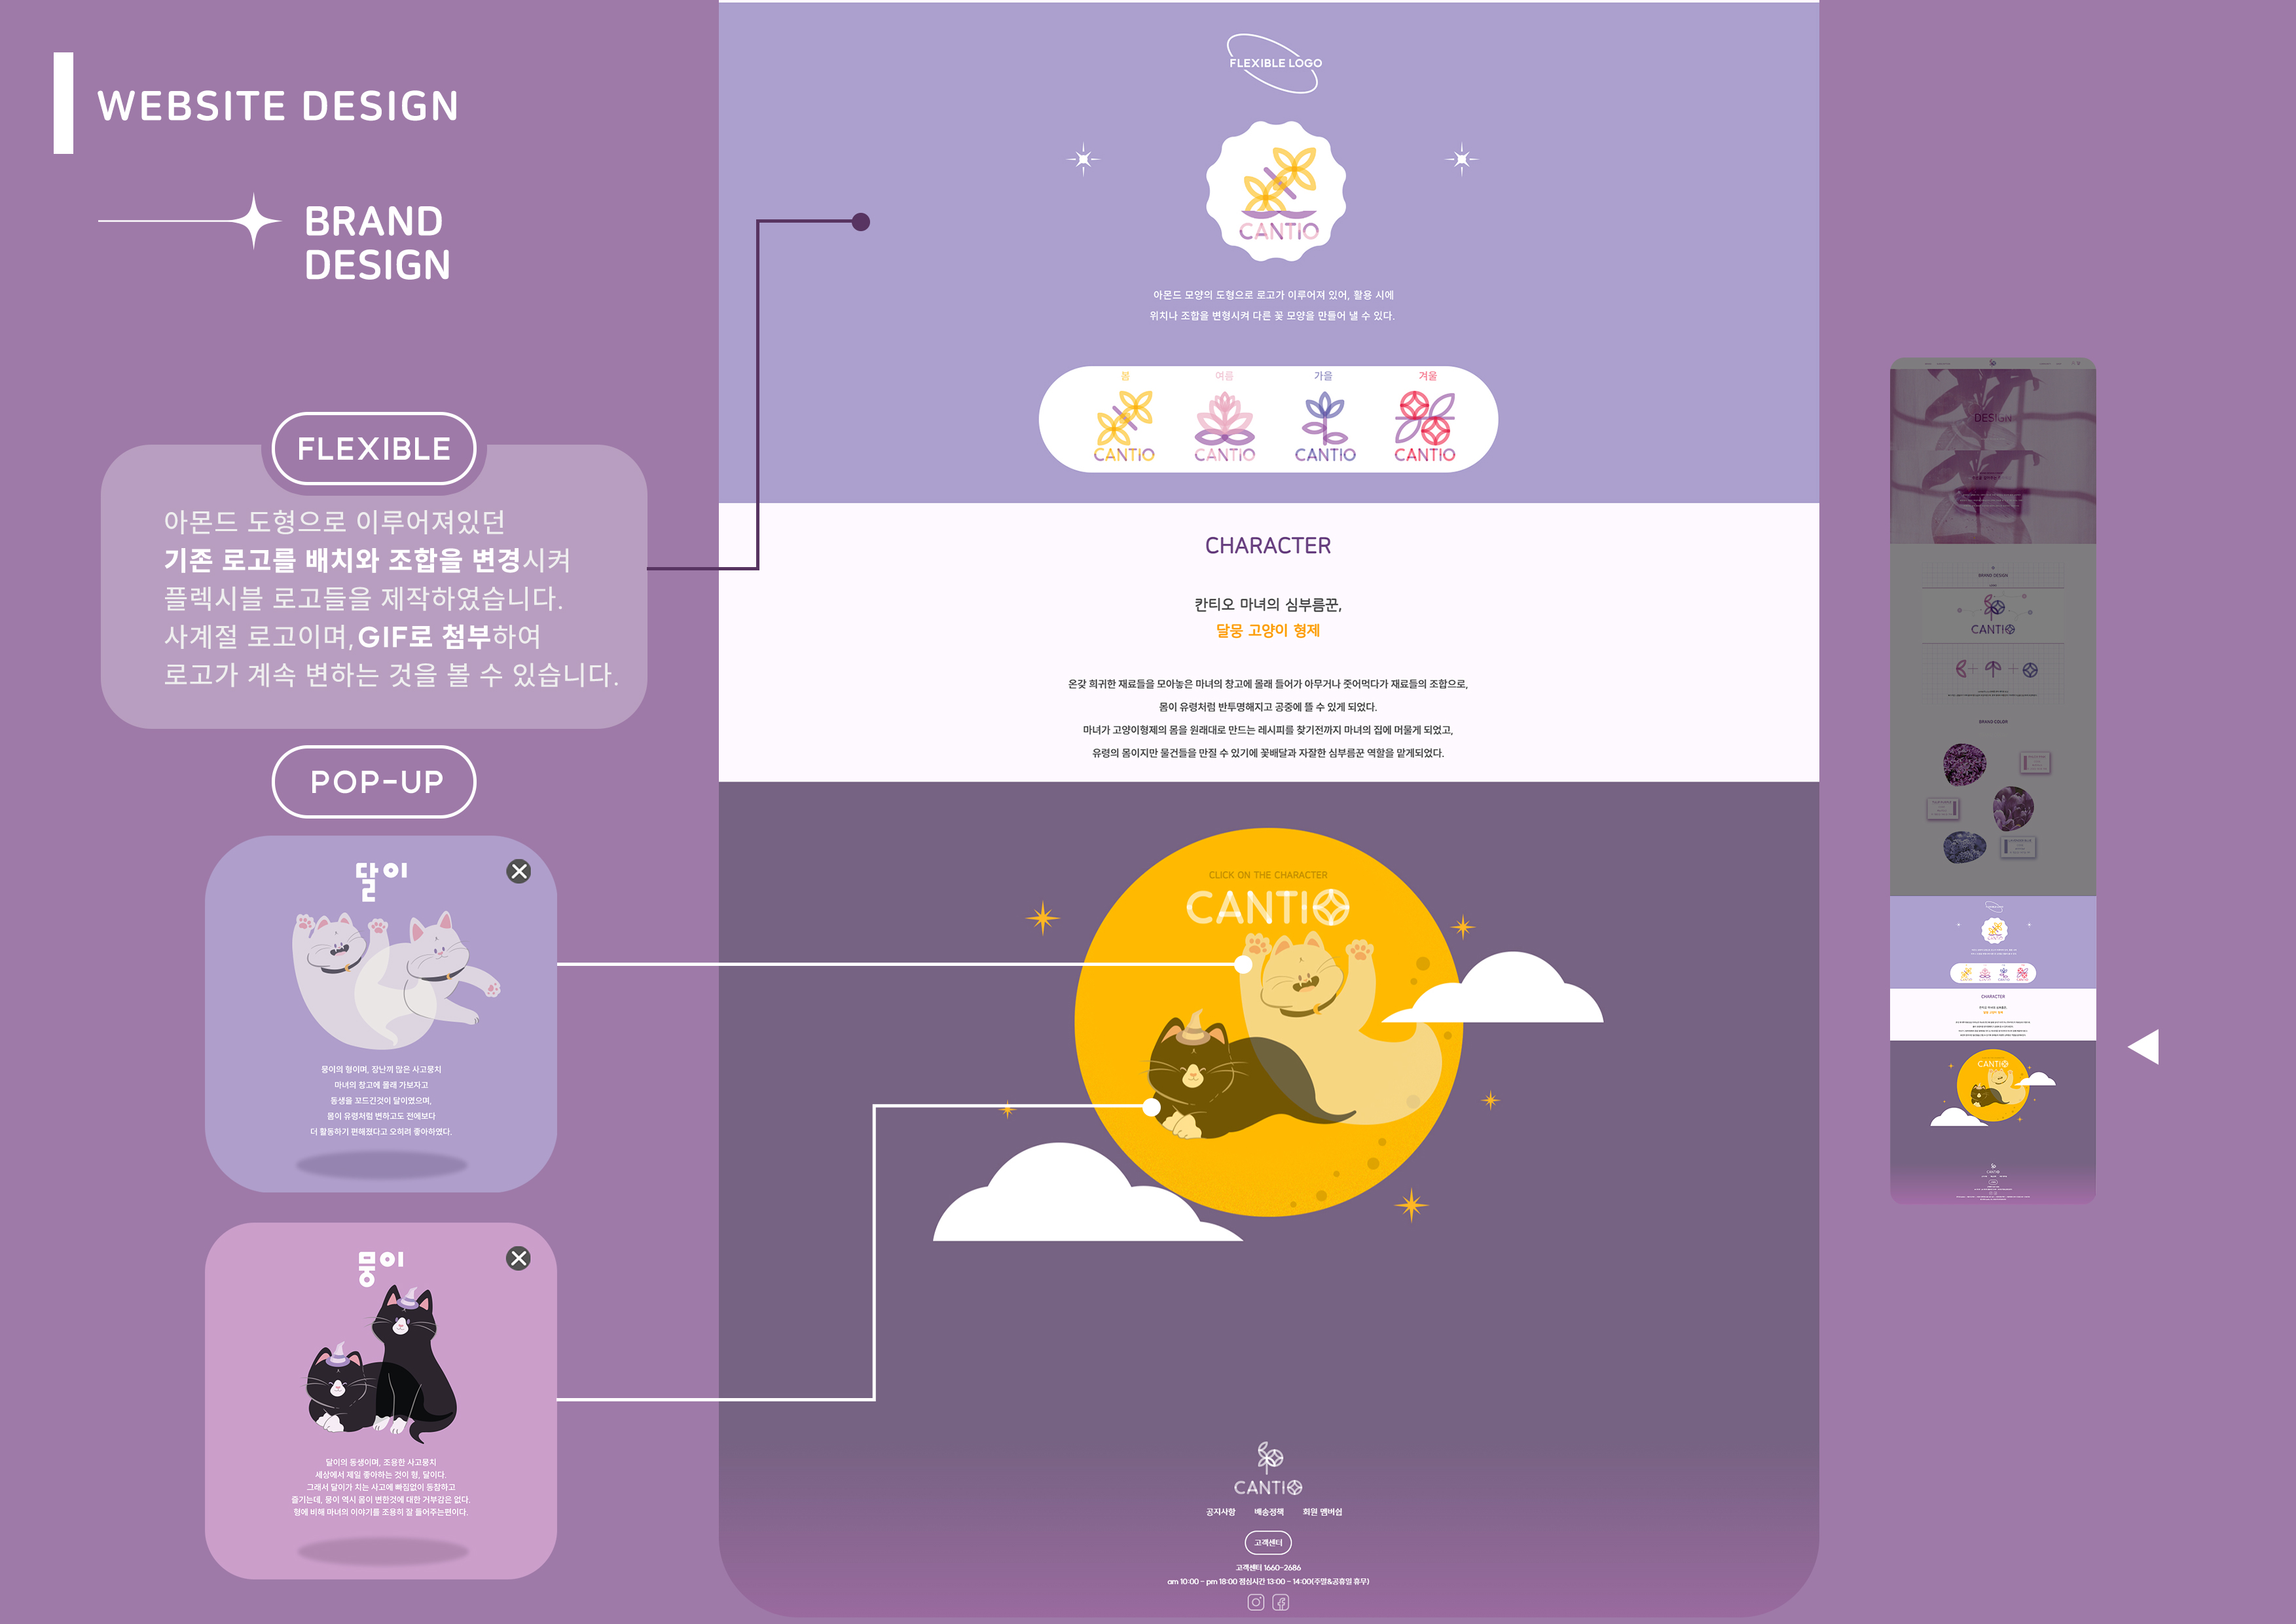 WEBSITE DESIGN
BRAND
DESIGN
FLEXIBLE
아몬드 도형으로 이루어져있던
기존 로고를 배치와 조합을 변경시켜
플렉시블 로고들을 제작하였습니다.
사계절 로고이며, GIF로 첨부하여
로고가 계속 변하는 것을 볼 수 있습니다.
POP-UP
달이
뭉이의 형이며, 장난끼 많은 사고뭉치
마녀의 창고에 몰래 가보자고
동생을 꼬드긴것이 달이였으며,
몸이 유령처럼 변하고도 전에보다
더 활동하기 편해졌다고 오히려 좋아하였다.
뭉이
달이의 동생이며, 조용한 사고뭉치
세상에서 제일 좋아하는 것이 형, 달이다.
그래서 달이가 치는 사고에 빠짐없이 등장하고
즐기는데, 뭉이 역시 몸이 변한것에 대한 거부감은 없다.
형에 비해 마녀의 이야기를 조용히 잘 들어주는편이다.
FLEXIBLE LOGO
CANTIO
아몬드 모양의 도형으로 로고가 이루어져 있어, 활용 시에
위치나 조합을 변형시켜 다른 꽃 모양을 만들어 낼 수 있다.
봄 여름 가을 겨울
CANTIO CANTIO CANTIO CANTIO
CHARACTER
칸티오 마녀의 심부름꾼,
달뭉 고양이 형제
온갖 희귀한 재료들을 모아놓은 마녀의 창고에 몰래 들어가 아무거나 줏어먹다가 재료들의 조합으로,
몸이 유령처럼 반투명해지고 공중에 뜰 수 있게 되었다.
마녀가 고양이형제의 몸을 원래대로 만드는 레시피를 찾기전까지 마녀의 집에 머물게 되었고,
유령의 몸이지만 물건들을 만질 수 있기에 꽃배달과 자잘한 심부름꾼 역할을 맡게되었다.
CLICK ON THE CHARACTER
CANTIO
CANTIO
공지사항 배송정책 회원 멤버쉽
고객센터
고객센터 1660-2686
am 10:00 - pm 18:00 점심시간 13:00 - 14:00(주말&공휴일 휴무)
DESIGN
BRAND DESIGN
CANTIO
BRAND COLOR
CHARACTER
CANTIO